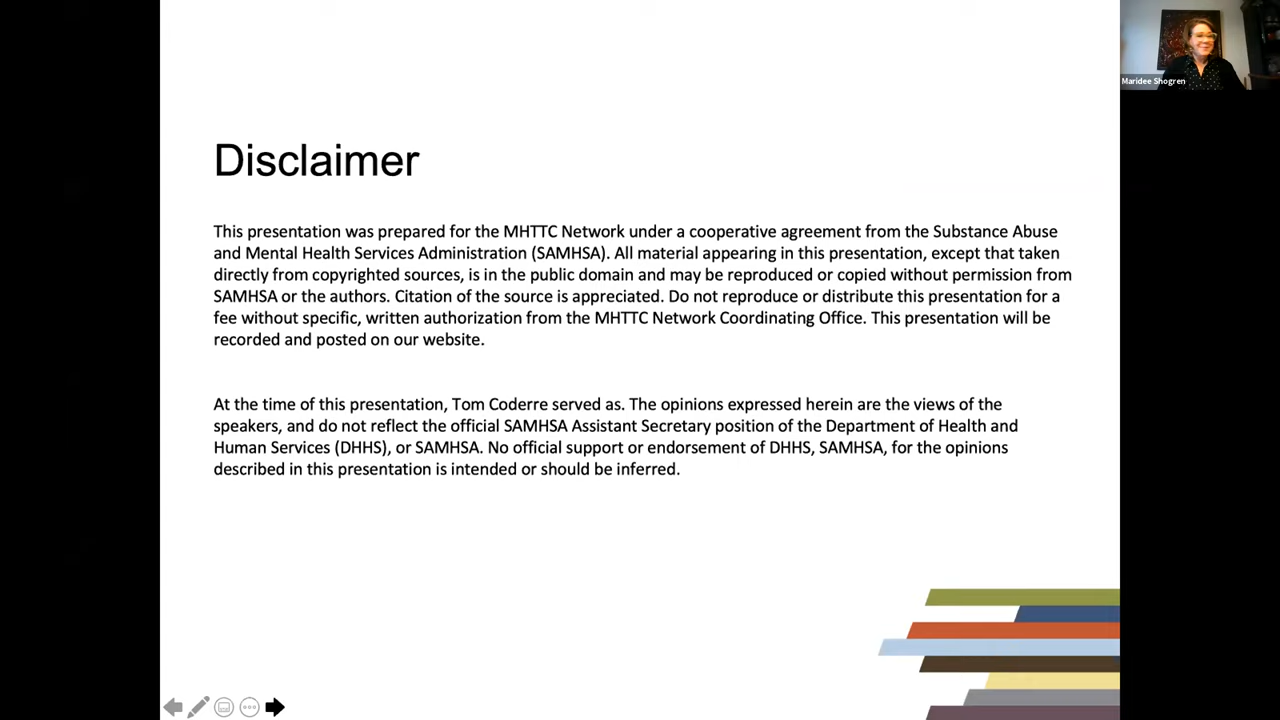 Maridee Shogren
Disclaimer
This presentation was prepared for the MHTTC Network under a cooperative agreement from the Substance Abuse
and Mental Health Services Administration (SAMHSA). All material appearing in this presentation, except that taken
directly from copyrighted sources, is in the public domain and may be reproduced or copied without permission from
SAMHSA or the authors. Citation of the source is appreciated. Do not reproduce or distribute this presentation for a
fee without specific, written authorization from the MHTTC Network Coordinating Office. This presentation will be
recorded and posted on our website.
At the time of this presentation, Tom Coderre served as. The opinions expressed herein are the views of the
speakers, and do not reflect the official SAMHSA Assistant Secretary position of the Department of Health and
Human Services (DHHS), or SAMHSA. No official support or endorsement of DHHS, SAMHSA, for the opinions
described in this presentation is intended or should be inferred.